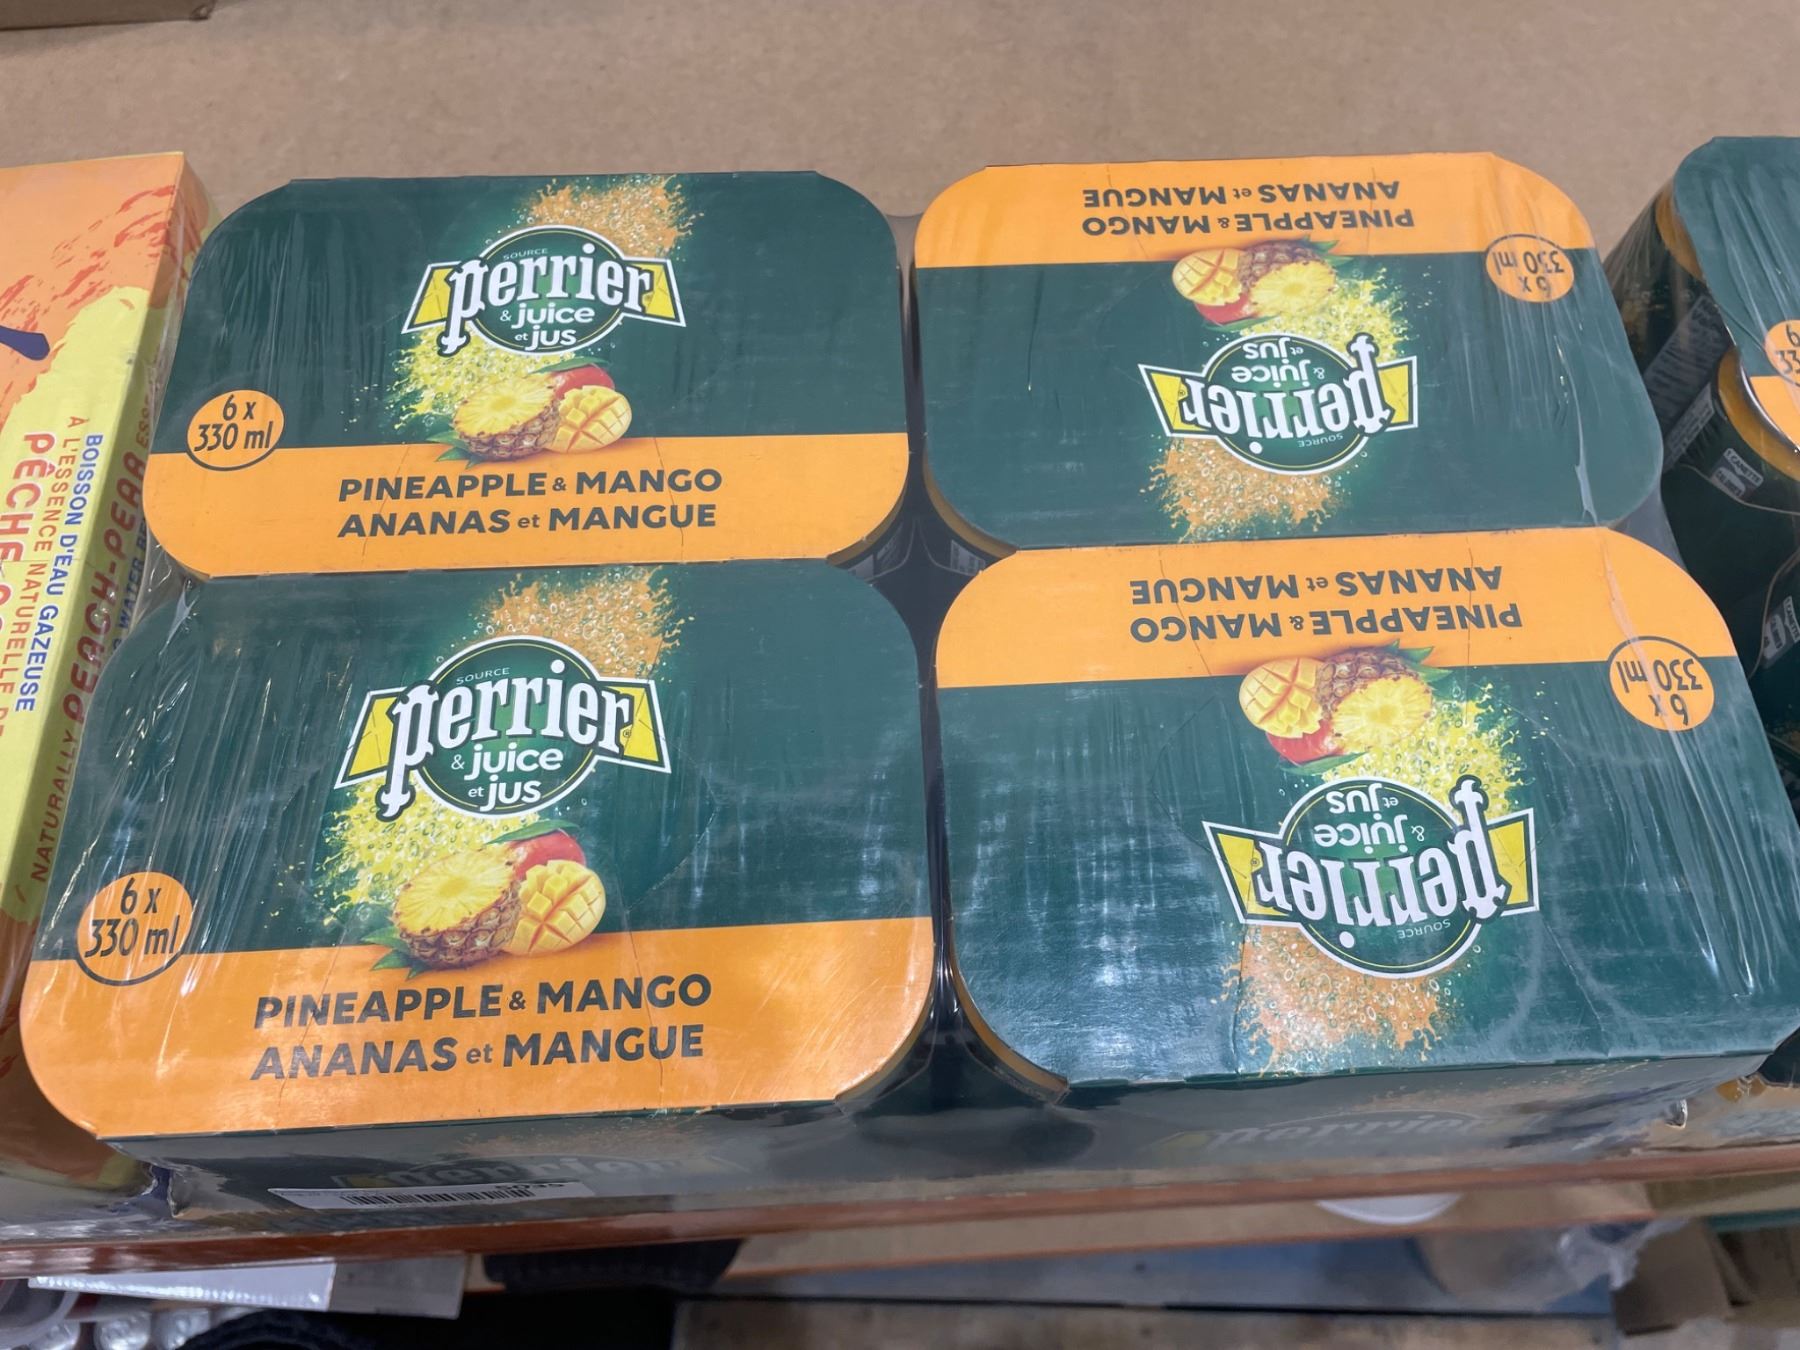 SOURCE
perrier
& juice
et jus
6 x
330 ml
PINEAPPLE & MANGO
ANANAS et MANGUE
PINEAPPLE & MANGO
ANANAS et MANGUE
6 x
330 ml
SOURCE
perrier
& juice
et jus
SOURCE
perrier
& juice
et jus
6 x
330 ml
PINEAPPLE & MANGO
ANANAS et MANGUE
PINEAPPLE & MANGO
ANANAS et MANGUE
6 x
330 ml
SOURCE
perrier
& juice
et jus
BOISSON D'EAU GAZEUSE
À L'ESSENCE NATURELLE DE
PÊCHE
NATURALLY PEACH-PEAR
perrier
perrier